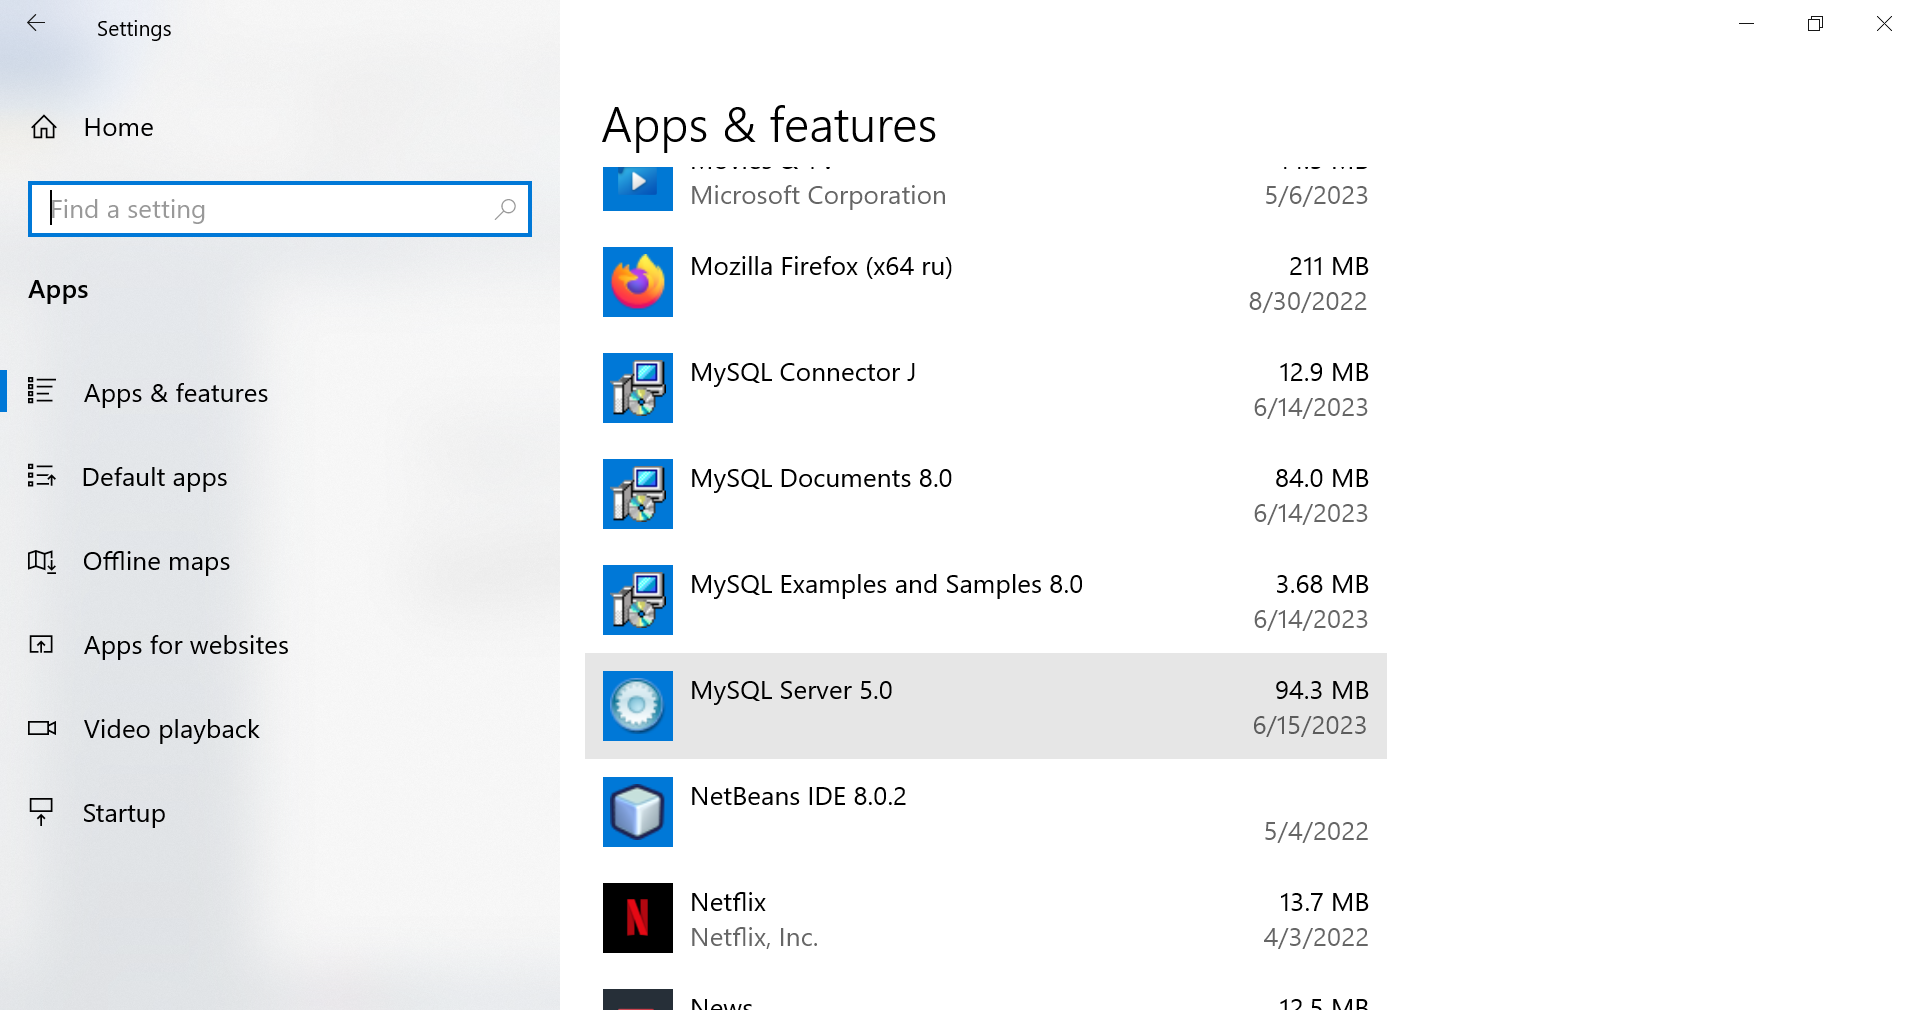 Settings
Home
Find a setting
Apps
Apps & features
Default apps
Offline maps
Apps for websites
Video playback
Startup
Apps & features
Microsoft Corporation
5/6/2023
Mozilla Firefox (x64 ru)
211 MB
8/30/2022
MySQL Connector J
12.9 MB
6/14/2023
MySQL Documents 8.0
84.0 MB
6/14/2023
MySQL Examples and Samples 8.0
3.68 MB
6/14/2023
MySQL Server 5.0
94.3 MB
6/15/2023
NetBeans IDE 8.0.2
5/4/2022
Netflix
13.7 MB
Netflix, Inc.
4/3/2022
News
12.5 MB